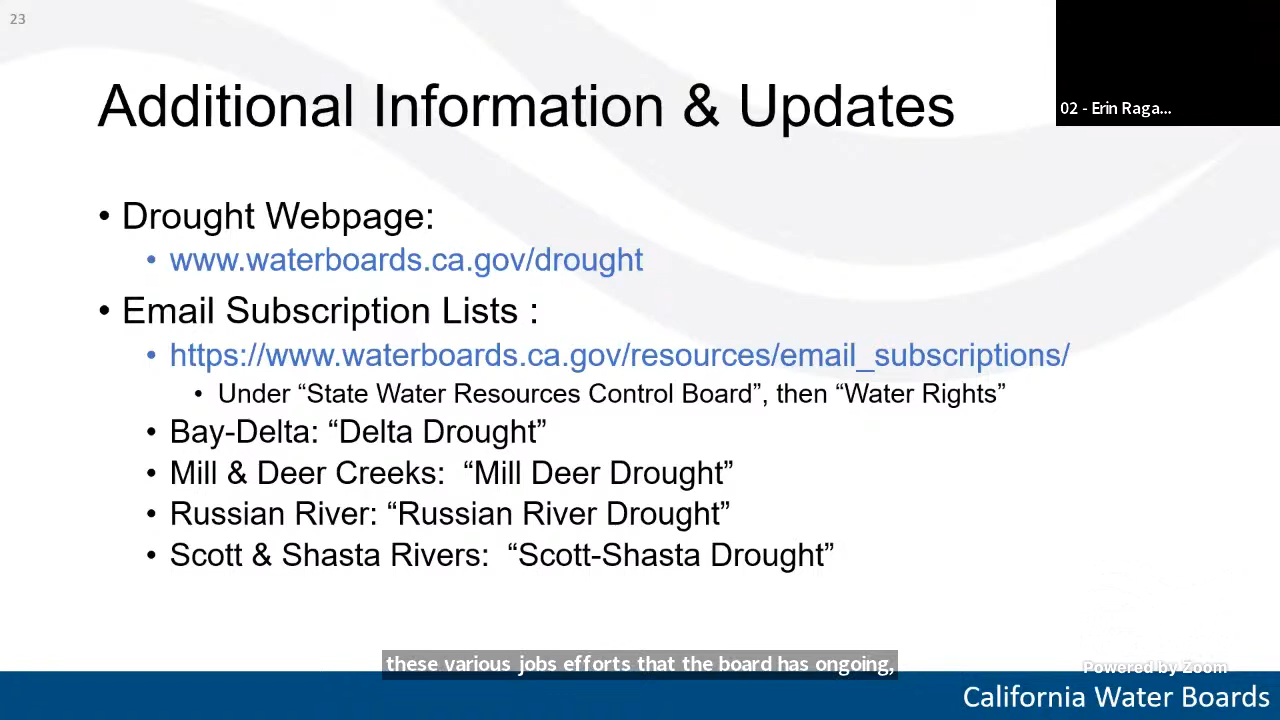 23
Additional Information & Updates
02 - Erin Raga...
• Drought Webpage:
• www.waterboards.ca.gov/drought
• Email Subscription Lists :
• https://www.waterboards.ca.gov/resources/email_subscriptions/
• Under “State Water Resources Control Board”, then “Water Rights”
• Bay-Delta: “Delta Drought”
• Mill & Deer Creeks:  “Mill Deer Drought”
• Russian River: “Russian River Drought”
• Scott & Shasta Rivers:  “Scott-Shasta Drought”
these various jobs efforts that the board has ongoing,
Powered by Zoom
California Water Boards